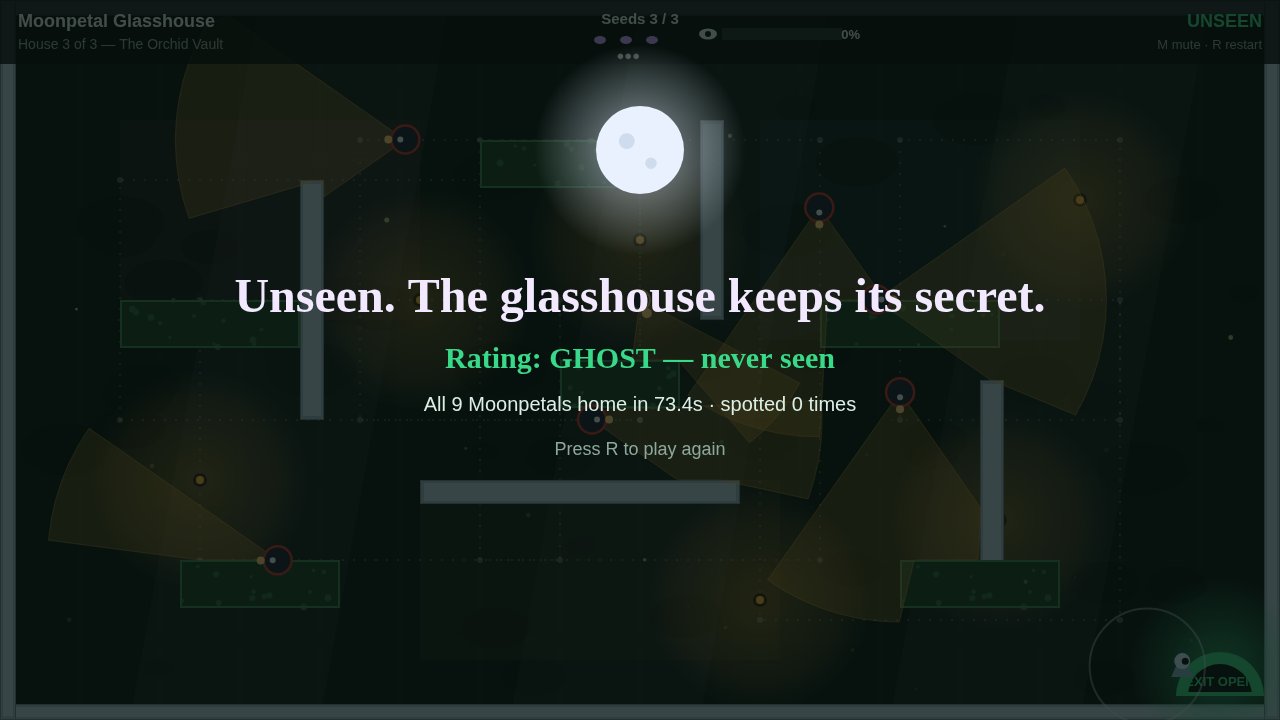 Moonpetal Glasshouse
House 3 of 3 — The Orchid Vault
Seeds 3 / 3
0%
UNSEEN
M mute · R restart
Unseen. The glasshouse keeps its secret.
Rating: GHOST — never seen
All 9 Moonpetals home in 73.4s · spotted 0 times
Press R to play again
EXIT OPEN